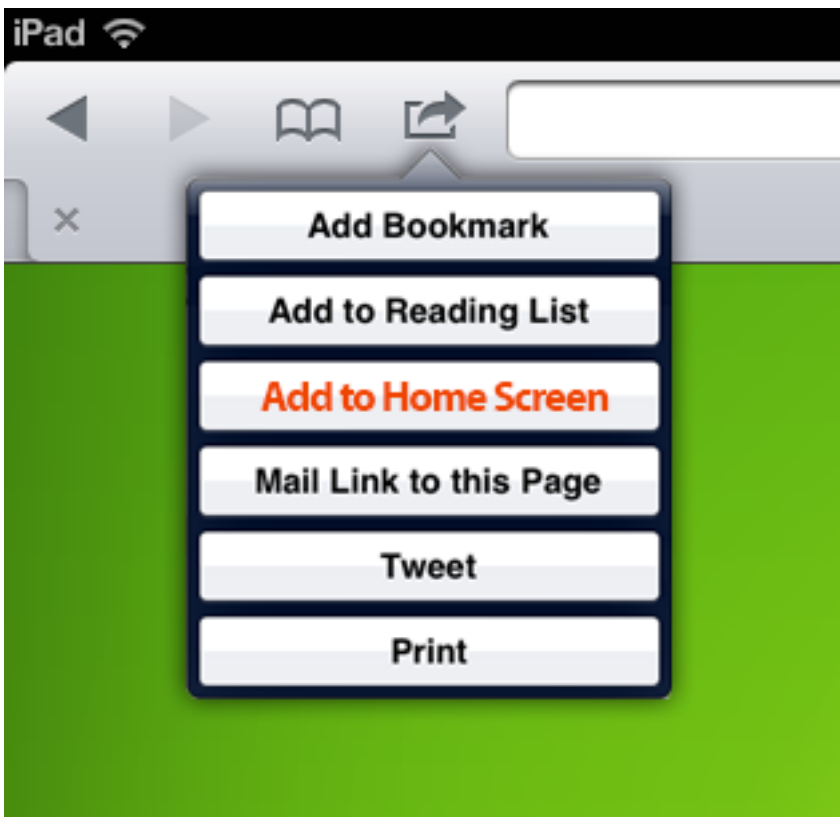 iPad
Add Bookmark
Add to Reading List
Add to Home Screen
Mail Link to this Page
Tweet
Print